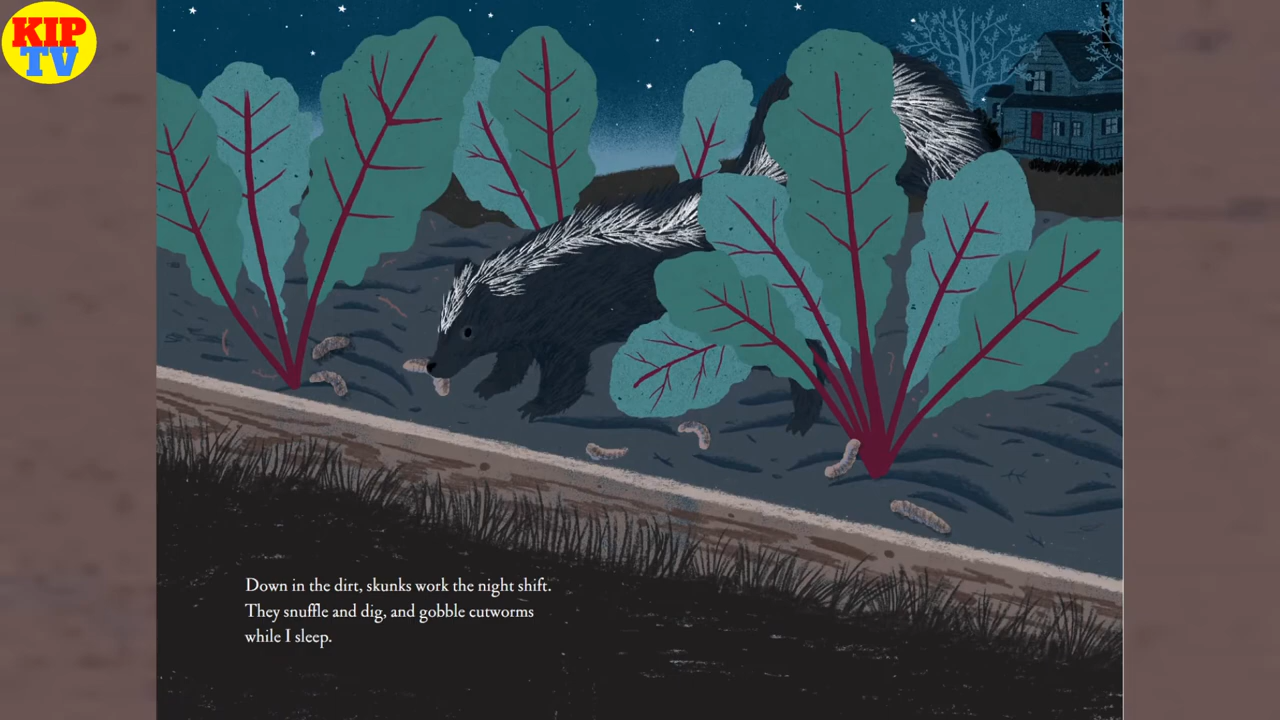 KIP
TV
Down in the dirt, skunks work the night shift.
They snuffle and dig, and gobble cutworms
while I sleep.